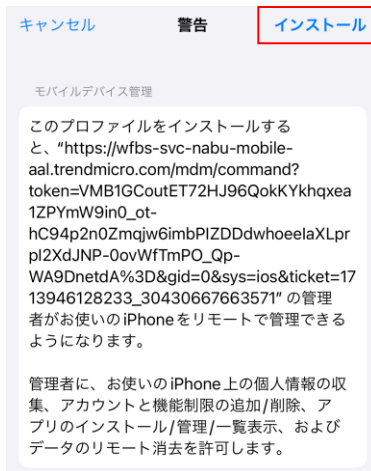 キャンセル 警告 インストール
モバイルデバイス管理
このプロファイルをインストールする
と、“https://wfbs-svc-nabu-mobile-
aal.trendmicro.com/mdm/command?
token=VMB1GCoutET72HJ96QokKYkhqxea
1ZPYmW9in0_ot-
hC94p2n0Zmqjw6imbPIZDDdwhoeelaXLpr
pl2XdJNP-0ovWfTmPO_Qp-
WA9DnetdA%3D&gid=0&sys=ios&ticket=17
13946128233_30430667663571” の管理
者がお使いのiPhoneをリモートで管理できる
ようになります。
管理者に、お使いのiPhone上の個人情報の収
集、アカウントと機能制限の追加/削除、ア
プリのインストール/管理/一覧表示、および
データのリモート消去を許可します。